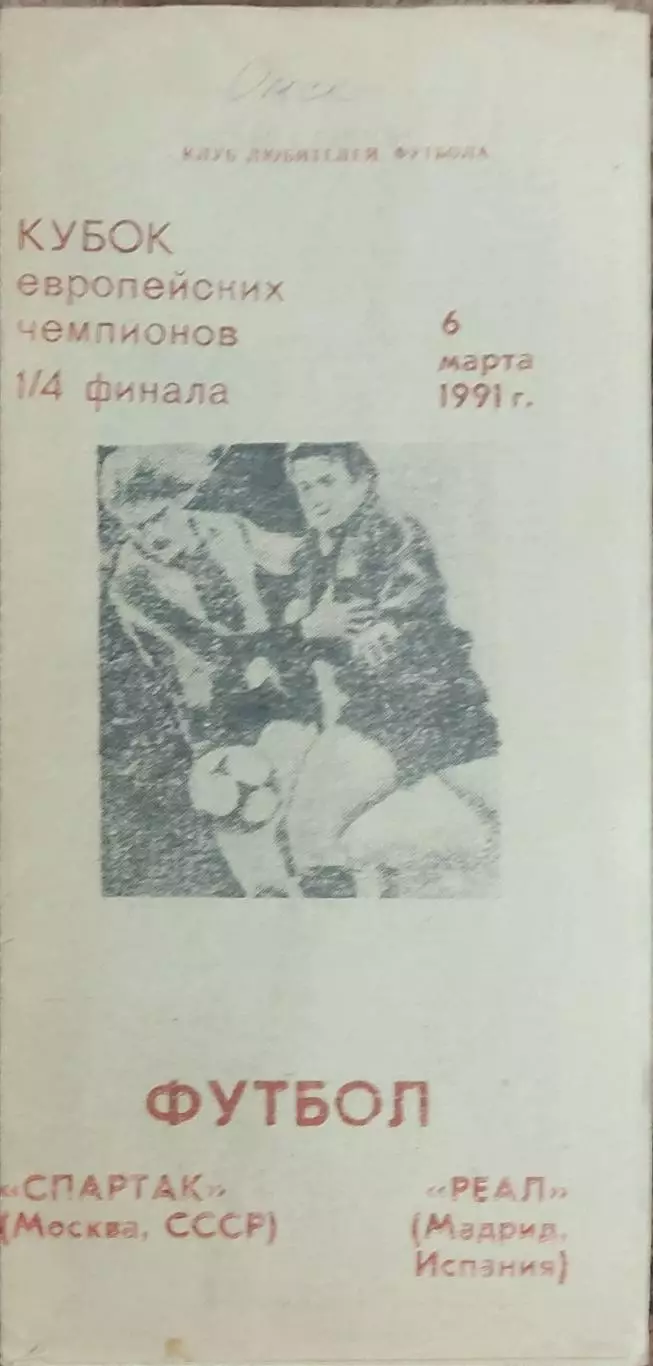 Омск
КЛУБ ЛЮБИТЕЛЕЙ ФУТБОЛА
КУБОК
европейских
чемпионов
1/4 финала
6
марта
1991 г.
ФУТБОЛ
«СПАРТАК»
(Москва, СССР)
«РЕАЛ»
(Мадрид,
Испания)